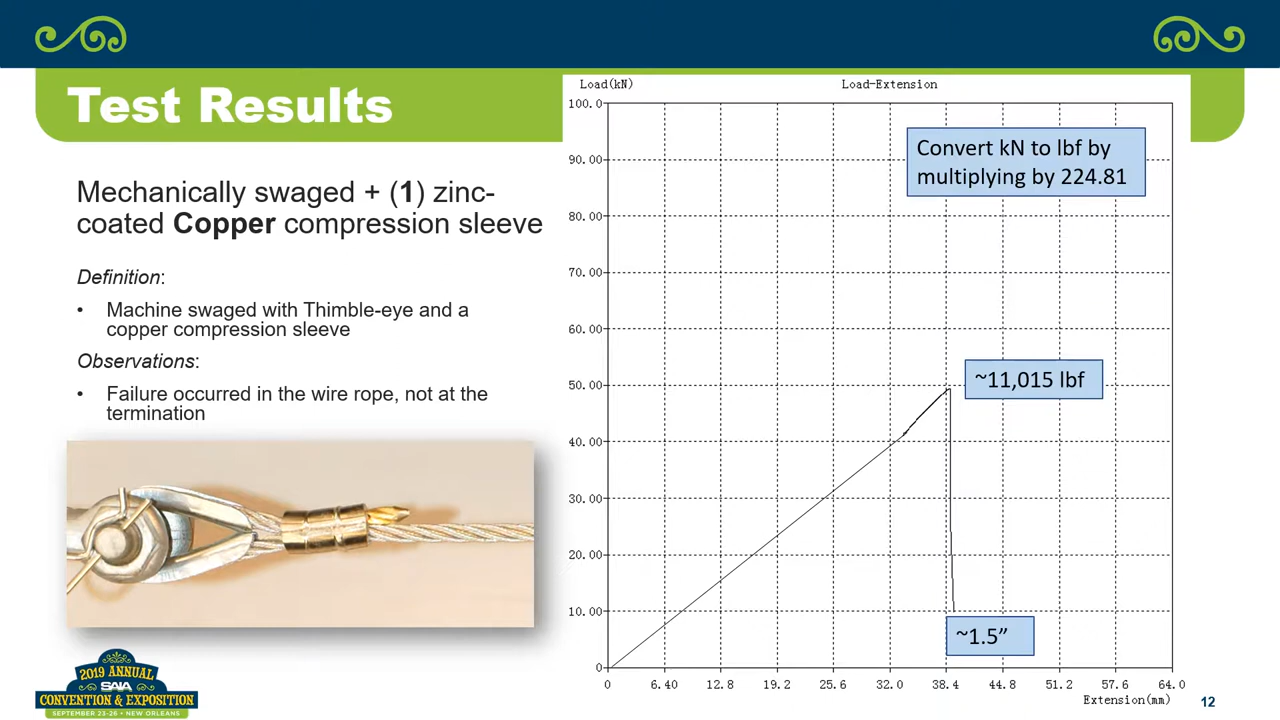 Test Results
Mechanically swaged + (1) zinc-
coated Copper compression sleeve
Definition:
• Machine swaged with Thimble-eye and a
copper compression sleeve
Observations:
• Failure occurred in the wire rope, not at the
termination
2019 ANNUAL
SAIA
CONVENTION & EXPOSITION
SEPTEMBER 23-26 • NEW ORLEANS
Load(kN)
Load-Extension
100.0
90.00
80.00
70.00
60.00
50.00
40.00
30.00
20.00
10.00
0
Convert kN to lbf by
multiplying by 224.81
~11,015 lbf
~1.5”
0 6.40 12.8 19.2 25.6 32.0 38.4 44.8 51.2 57.6 64.0
Extension(mm)
12